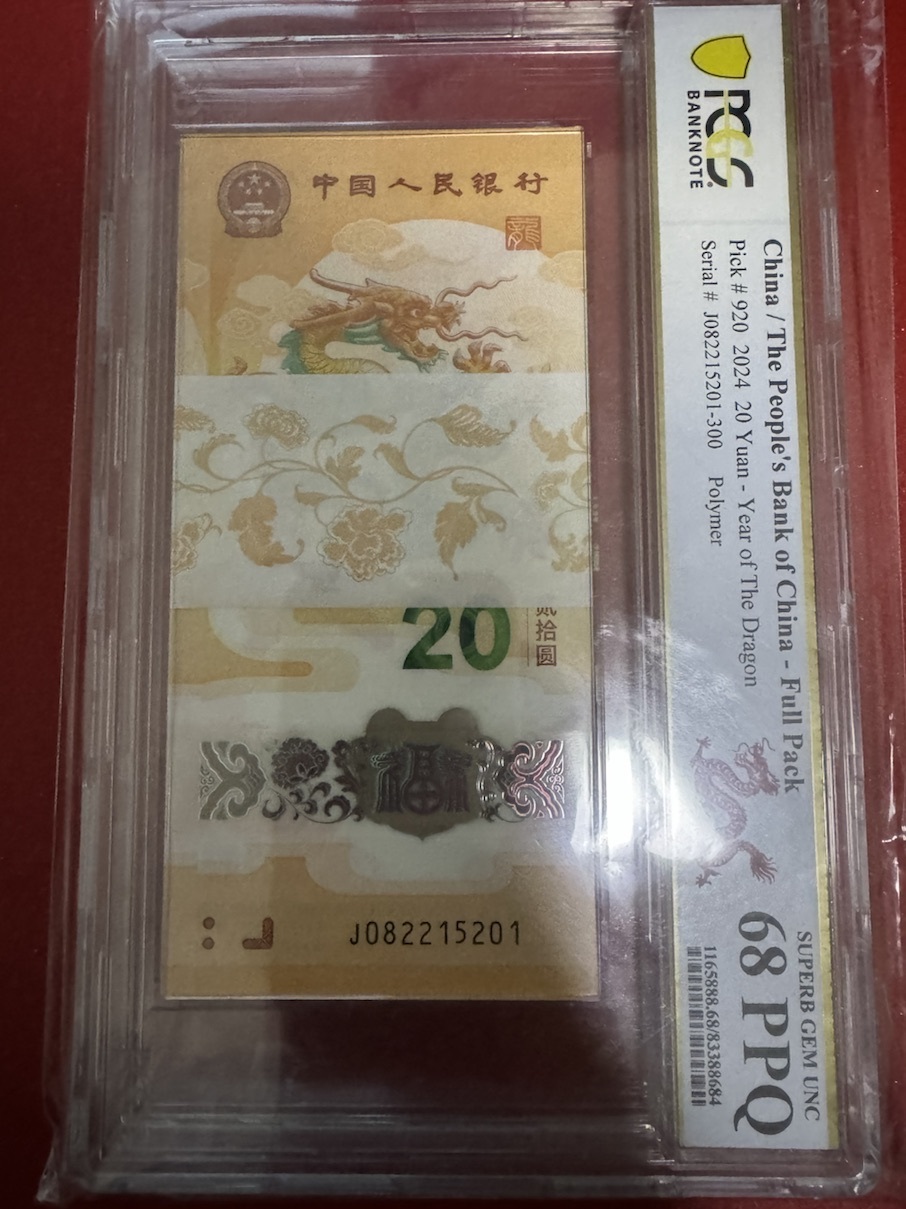 PCGS
BANKNOTE
China / The People's Bank of China - Full Pack
Pick # 920 2024 20 Yuan - Year of The Dragon
Serial # J082215201-300 Polymer
SUPERB GEM UNC
68 PPQ
1165888.68/83388684
中国人民银行
龍
20
贰拾圆
福
J082215201